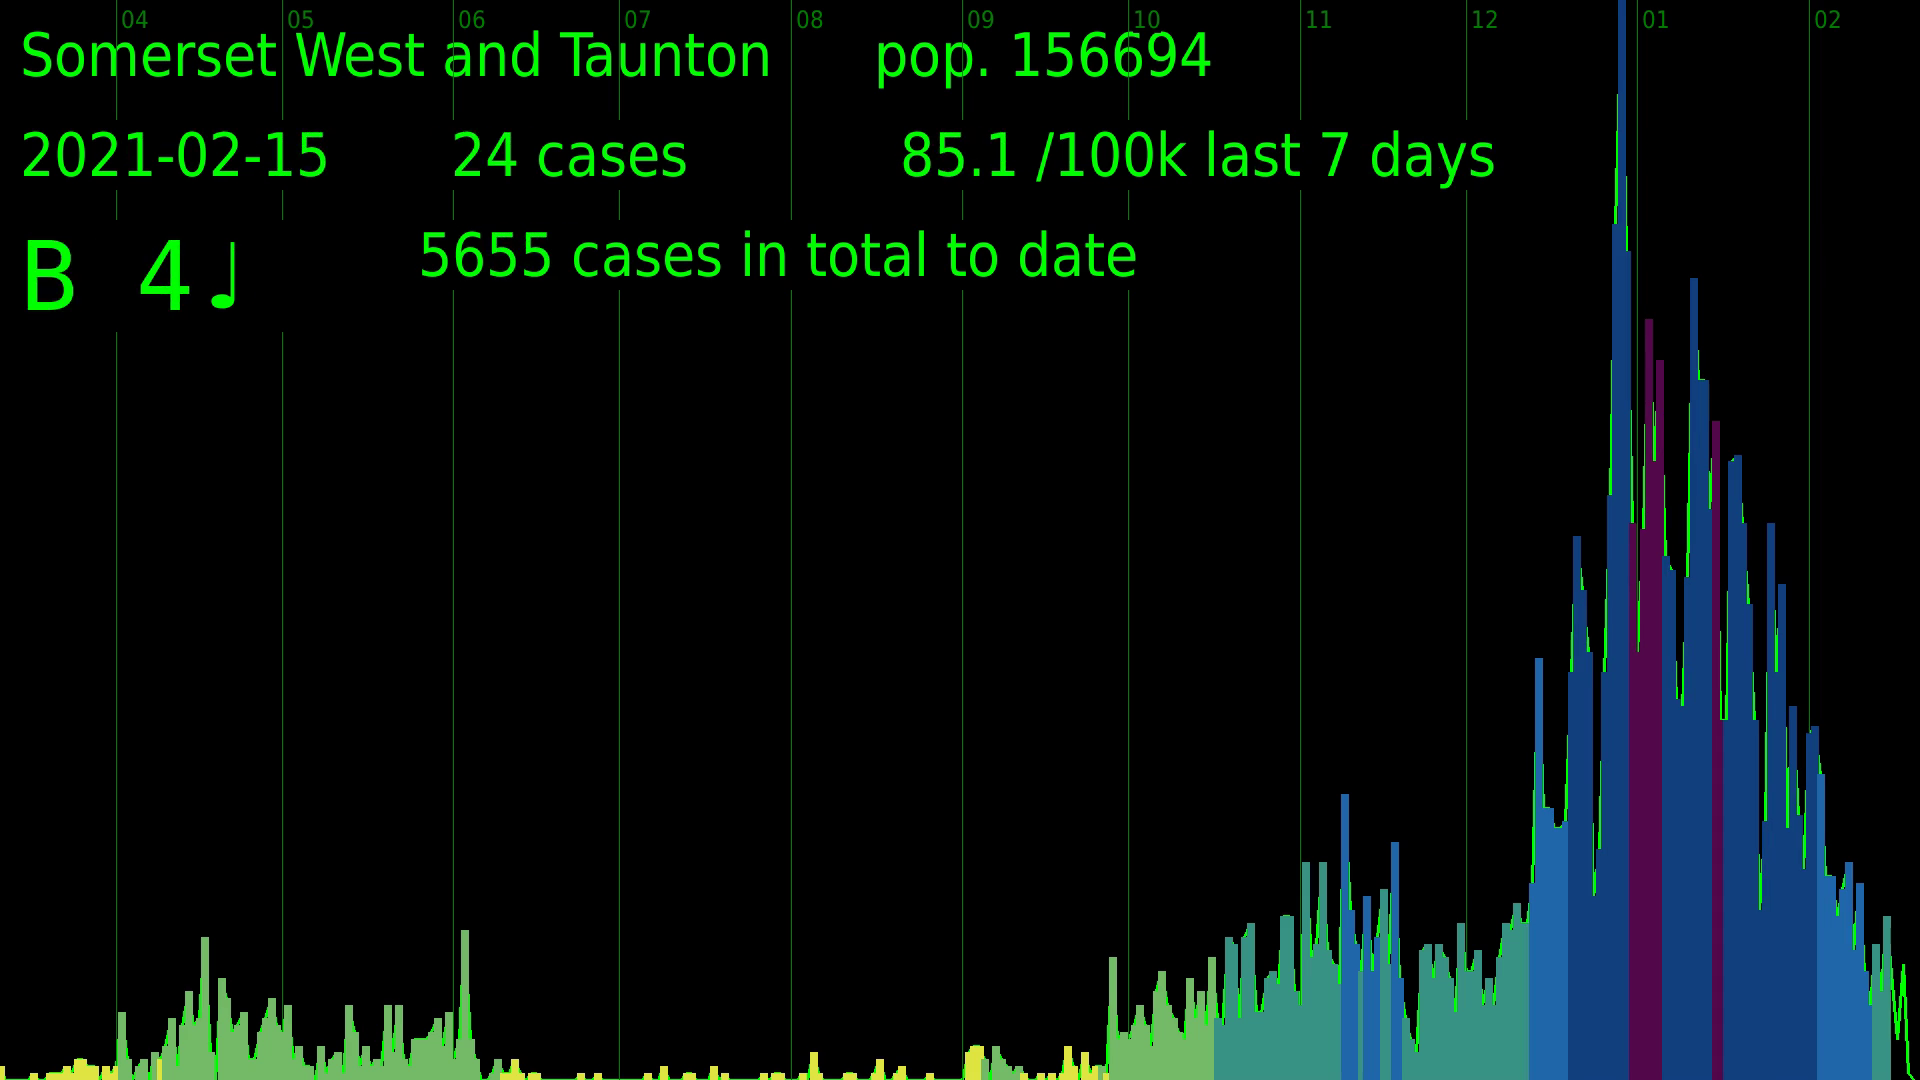 04 05 06 07 08 09 10 11 12 01 02
Somerset West and Taunton pop. 156694
2021-02-15 24 cases 85.1 /100k last 7 days
B 4♩ 5655 cases in total to date